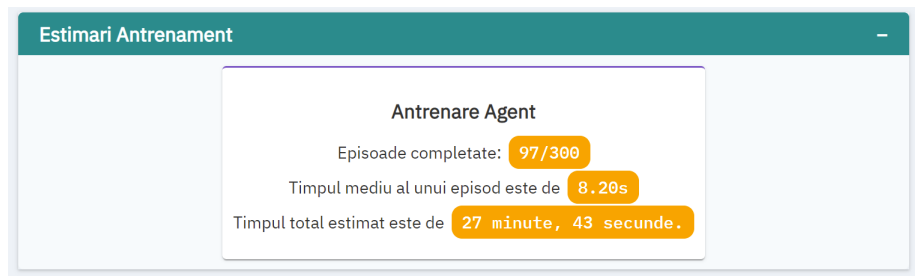 Estimari Antrenament −
Antrenare Agent
Episoade completate: 97/300
Timpul mediu al unui episod este de 8.20s
Timpul total estimat este de 27 minute, 43 secunde.